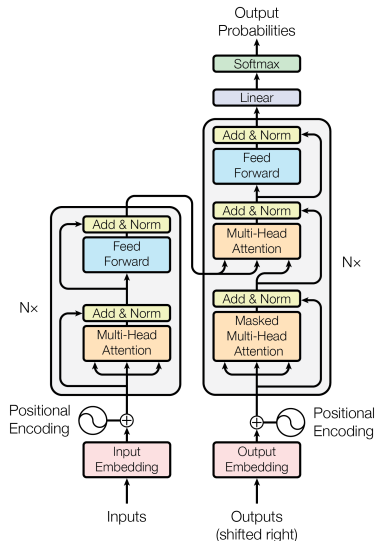 Output
Probabilities
Softmax
Linear
Add & Norm
Feed
Forward
Add & Norm
Multi-Head
Attention
Add & Norm
Masked
Multi-Head
Attention
N×
Add & Norm
Feed
Forward
Add & Norm
Multi-Head
Attention
N×
Positional
Encoding
Positional
Encoding
Input
Embedding
Output
Embedding
Inputs
Outputs
(shifted right)